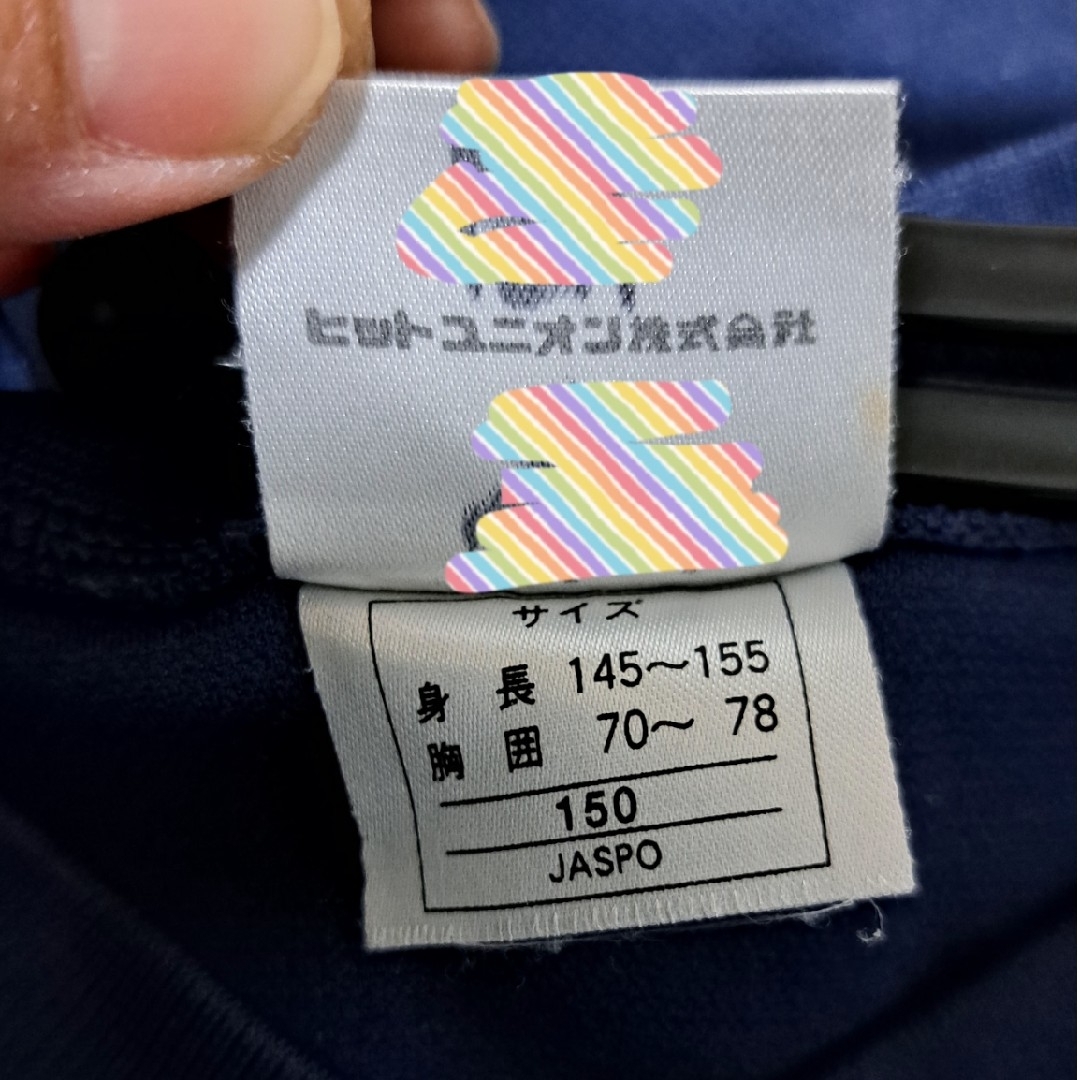 ヒットユニオン株式会社
サイズ
身長 145〜155
胸囲 70〜 78
150
JASPO